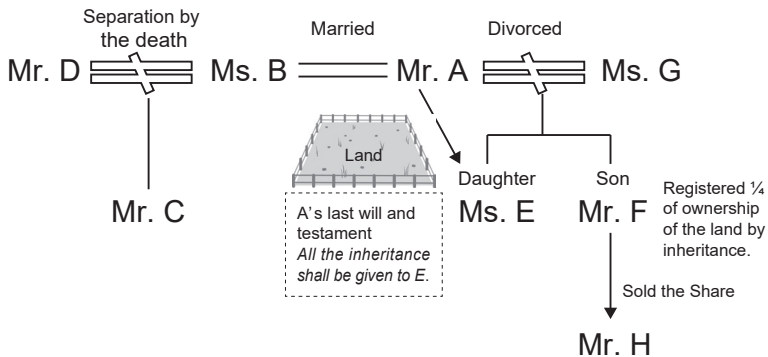 Separation by
the death
Married
Divorced
Mr. D
Ms. B
Mr. A
Ms. G
Land
Daughter
Son
Mr. C
Ms. E
Mr. F
Registered ¼
of ownership
of the land by
inheritance.
A's last will and
testament
All the inheritance
shall be given to E.
Sold the Share
Mr. H